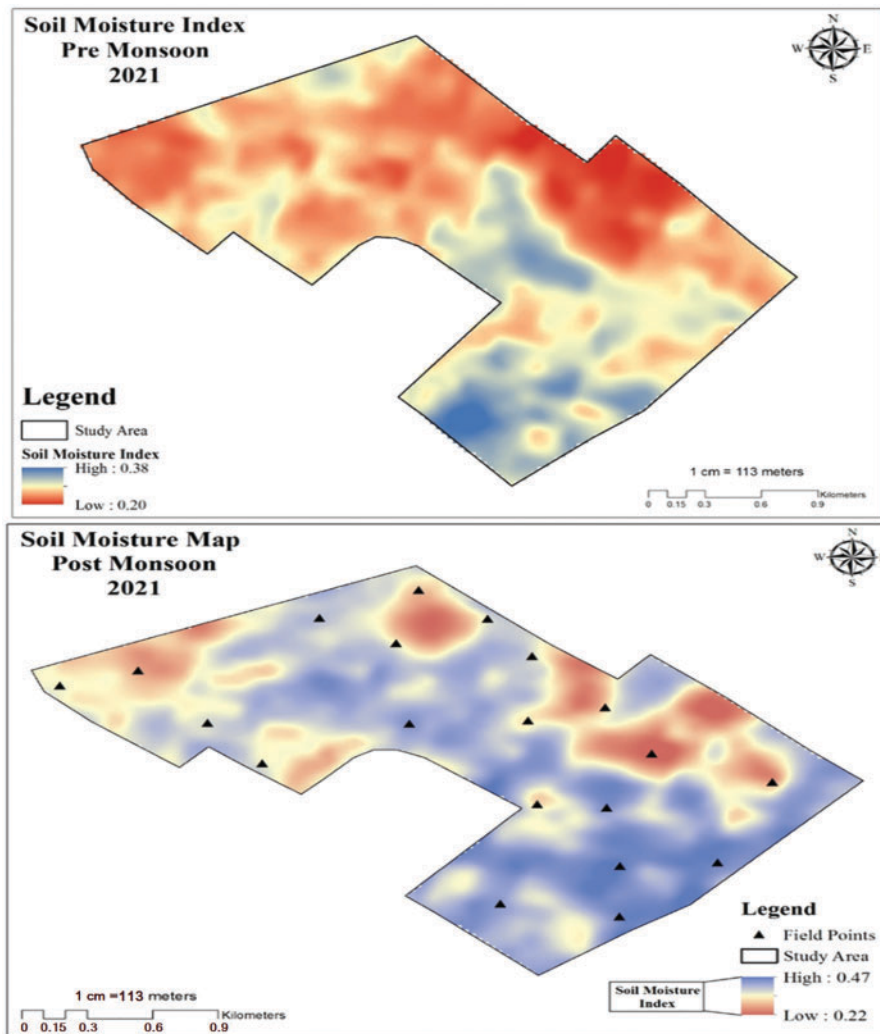 Soil Moisture Index
Pre Monsoon
2021
N
W E
S
Legend
Study Area
Soil Moisture Index
High : 0.38
Low : 0.20
1 cm = 113 meters
Kilometers
0 0.15 0.3 0.6 0.9
Soil Moisture Map
Post Monsoon
2021
N
W E
S
Legend
Field Points
Study Area
Soil Moisture
Index
High : 0.47
Low : 0.22
1 cm =113 meters
Kilometers
0 0.15 0.3 0.6 0.9